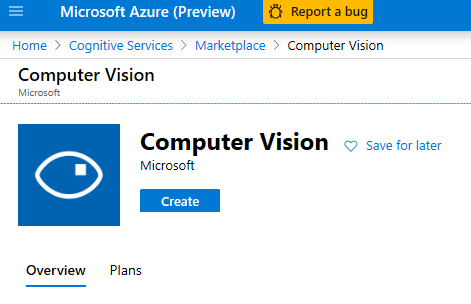 Microsoft Azure (Preview) Report a bug
Home > Cognitive Services > Marketplace > Computer Vision
Computer Vision
Microsoft
Computer Vision Save for later
Microsoft
Create
Overview Plans